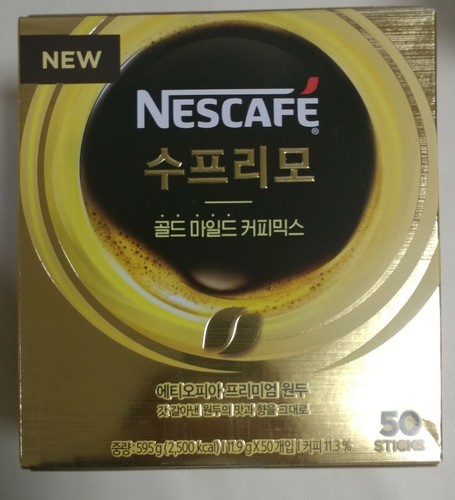 NEW
NESCAFÉ
®
수프리모
골드 마일드 커피믹스
에티오피아 프리미엄 원두
갓 갈아낸 원두의 맛과 향을 그대로
50
STICKS
중량: 595 g (2,500 kcal) 11.9 g X 50 개입 | 커피 11.3 %